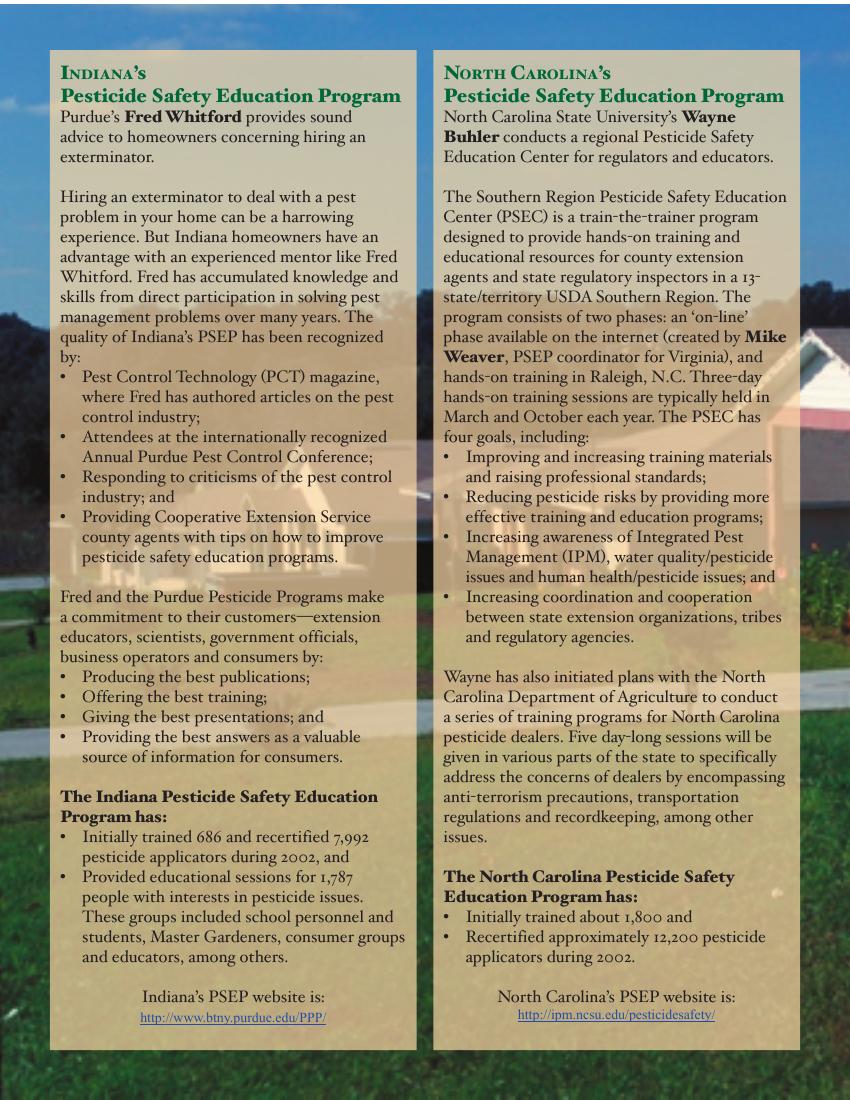 Indiana's
Pesticide Safety Education Program
Purdue's Fred Whitford provides sound
advice to homeowners concerning hiring an
exterminator.
Hiring an exterminator to deal with a pest
problem in your home can be a harrowing
experience. But Indiana homeowners have an
advantage with an experienced mentor like Fred
Whitford. Fred has accumulated knowledge and
skills from direct participation in solving pest
management problems over many years. The
quality of Indiana's PSEP has been recognized
by:
• Pest Control Technology (PCT) magazine,
where Fred has authored articles on the pest
control industry;
• Attendees at the internationally recognized
Annual Purdue Pest Control Conference;
• Responding to criticisms of the pest control
industry; and
• Providing Cooperative Extension Service
county agents with tips on how to improve
pesticide safety education programs.
Fred and the Purdue Pesticide Programs make
a commitment to their customers—extension
educators, scientists, government officials,
business operators and consumers by:
• Producing the best publications;
• Offering the best training;
• Giving the best presentations; and
• Providing the best answers as a valuable
source of information for consumers.
The Indiana Pesticide Safety Education
Program has:
• Initially trained 686 and recertified 7,992
pesticide applicators during 2002, and
• Provided educational sessions for 1,787
people with interests in pesticide issues.
These groups included school personnel and
students, Master Gardeners, consumer groups
and educators, among others.
Indiana's PSEP website is:
http://www.btny.purdue.edu/PPP/
North Carolina's
Pesticide Safety Education Program
North Carolina State University's Wayne
Buhler conducts a regional Pesticide Safety
Education Center for regulators and educators.
The Southern Region Pesticide Safety Education
Center (PSEC) is a train-the-trainer program
designed to provide hands-on training and
educational resources for county extension
agents and state regulatory inspectors in a 13-
state/territory USDA Southern Region. The
program consists of two phases: an 'on-line'
phase available on the internet (created by Mike
Weaver, PSEP coordinator for Virginia), and
hands-on training in Raleigh, N.C. Three-day
hands-on training sessions are typically held in
March and October each year. The PSEC has
four goals, including:
• Improving and increasing training materials
and raising professional standards;
• Reducing pesticide risks by providing more
effective training and education programs;
• Increasing awareness of Integrated Pest
Management (IPM), water quality/pesticide
issues and human health/pesticide issues; and
• Increasing coordination and cooperation
between state extension organizations, tribes
and regulatory agencies.
Wayne has also initiated plans with the North
Carolina Department of Agriculture to conduct
a series of training programs for North Carolina
pesticide dealers. Five day-long sessions will be
given in various parts of the state to specifically
address the concerns of dealers by encompassing
anti-terrorism precautions, transportation
regulations and recordkeeping, among other
issues.
The North Carolina Pesticide Safety
Education Program has:
• Initially trained about 1,800 and
• Recertified approximately 12,200 pesticide
applicators during 2002.
North Carolina's PSEP website is:
http://ipm.ncsu.edu/pesticidesafety/